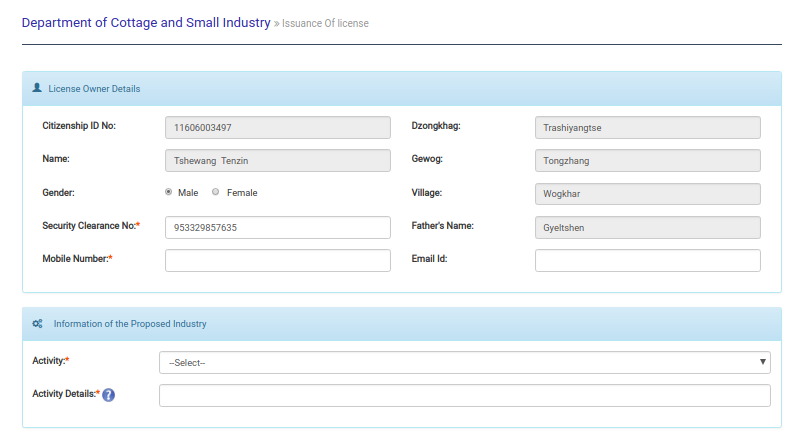 Department of Cottage and Small Industry » Issuance Of license
License Owner Details
Citizenship ID No: 11606003497 Dzongkhag: Trashiyangtse
Name: Tshewang Tenzin Gewog: Tongzhang
Gender: Male Female Village: Wogkhar
Security Clearance No:* 953329857635 Father's Name: Gyeltshen
Mobile Number:* Email Id:
Information of the Proposed Industry
Activity:* --Select--
Activity Details:* ?